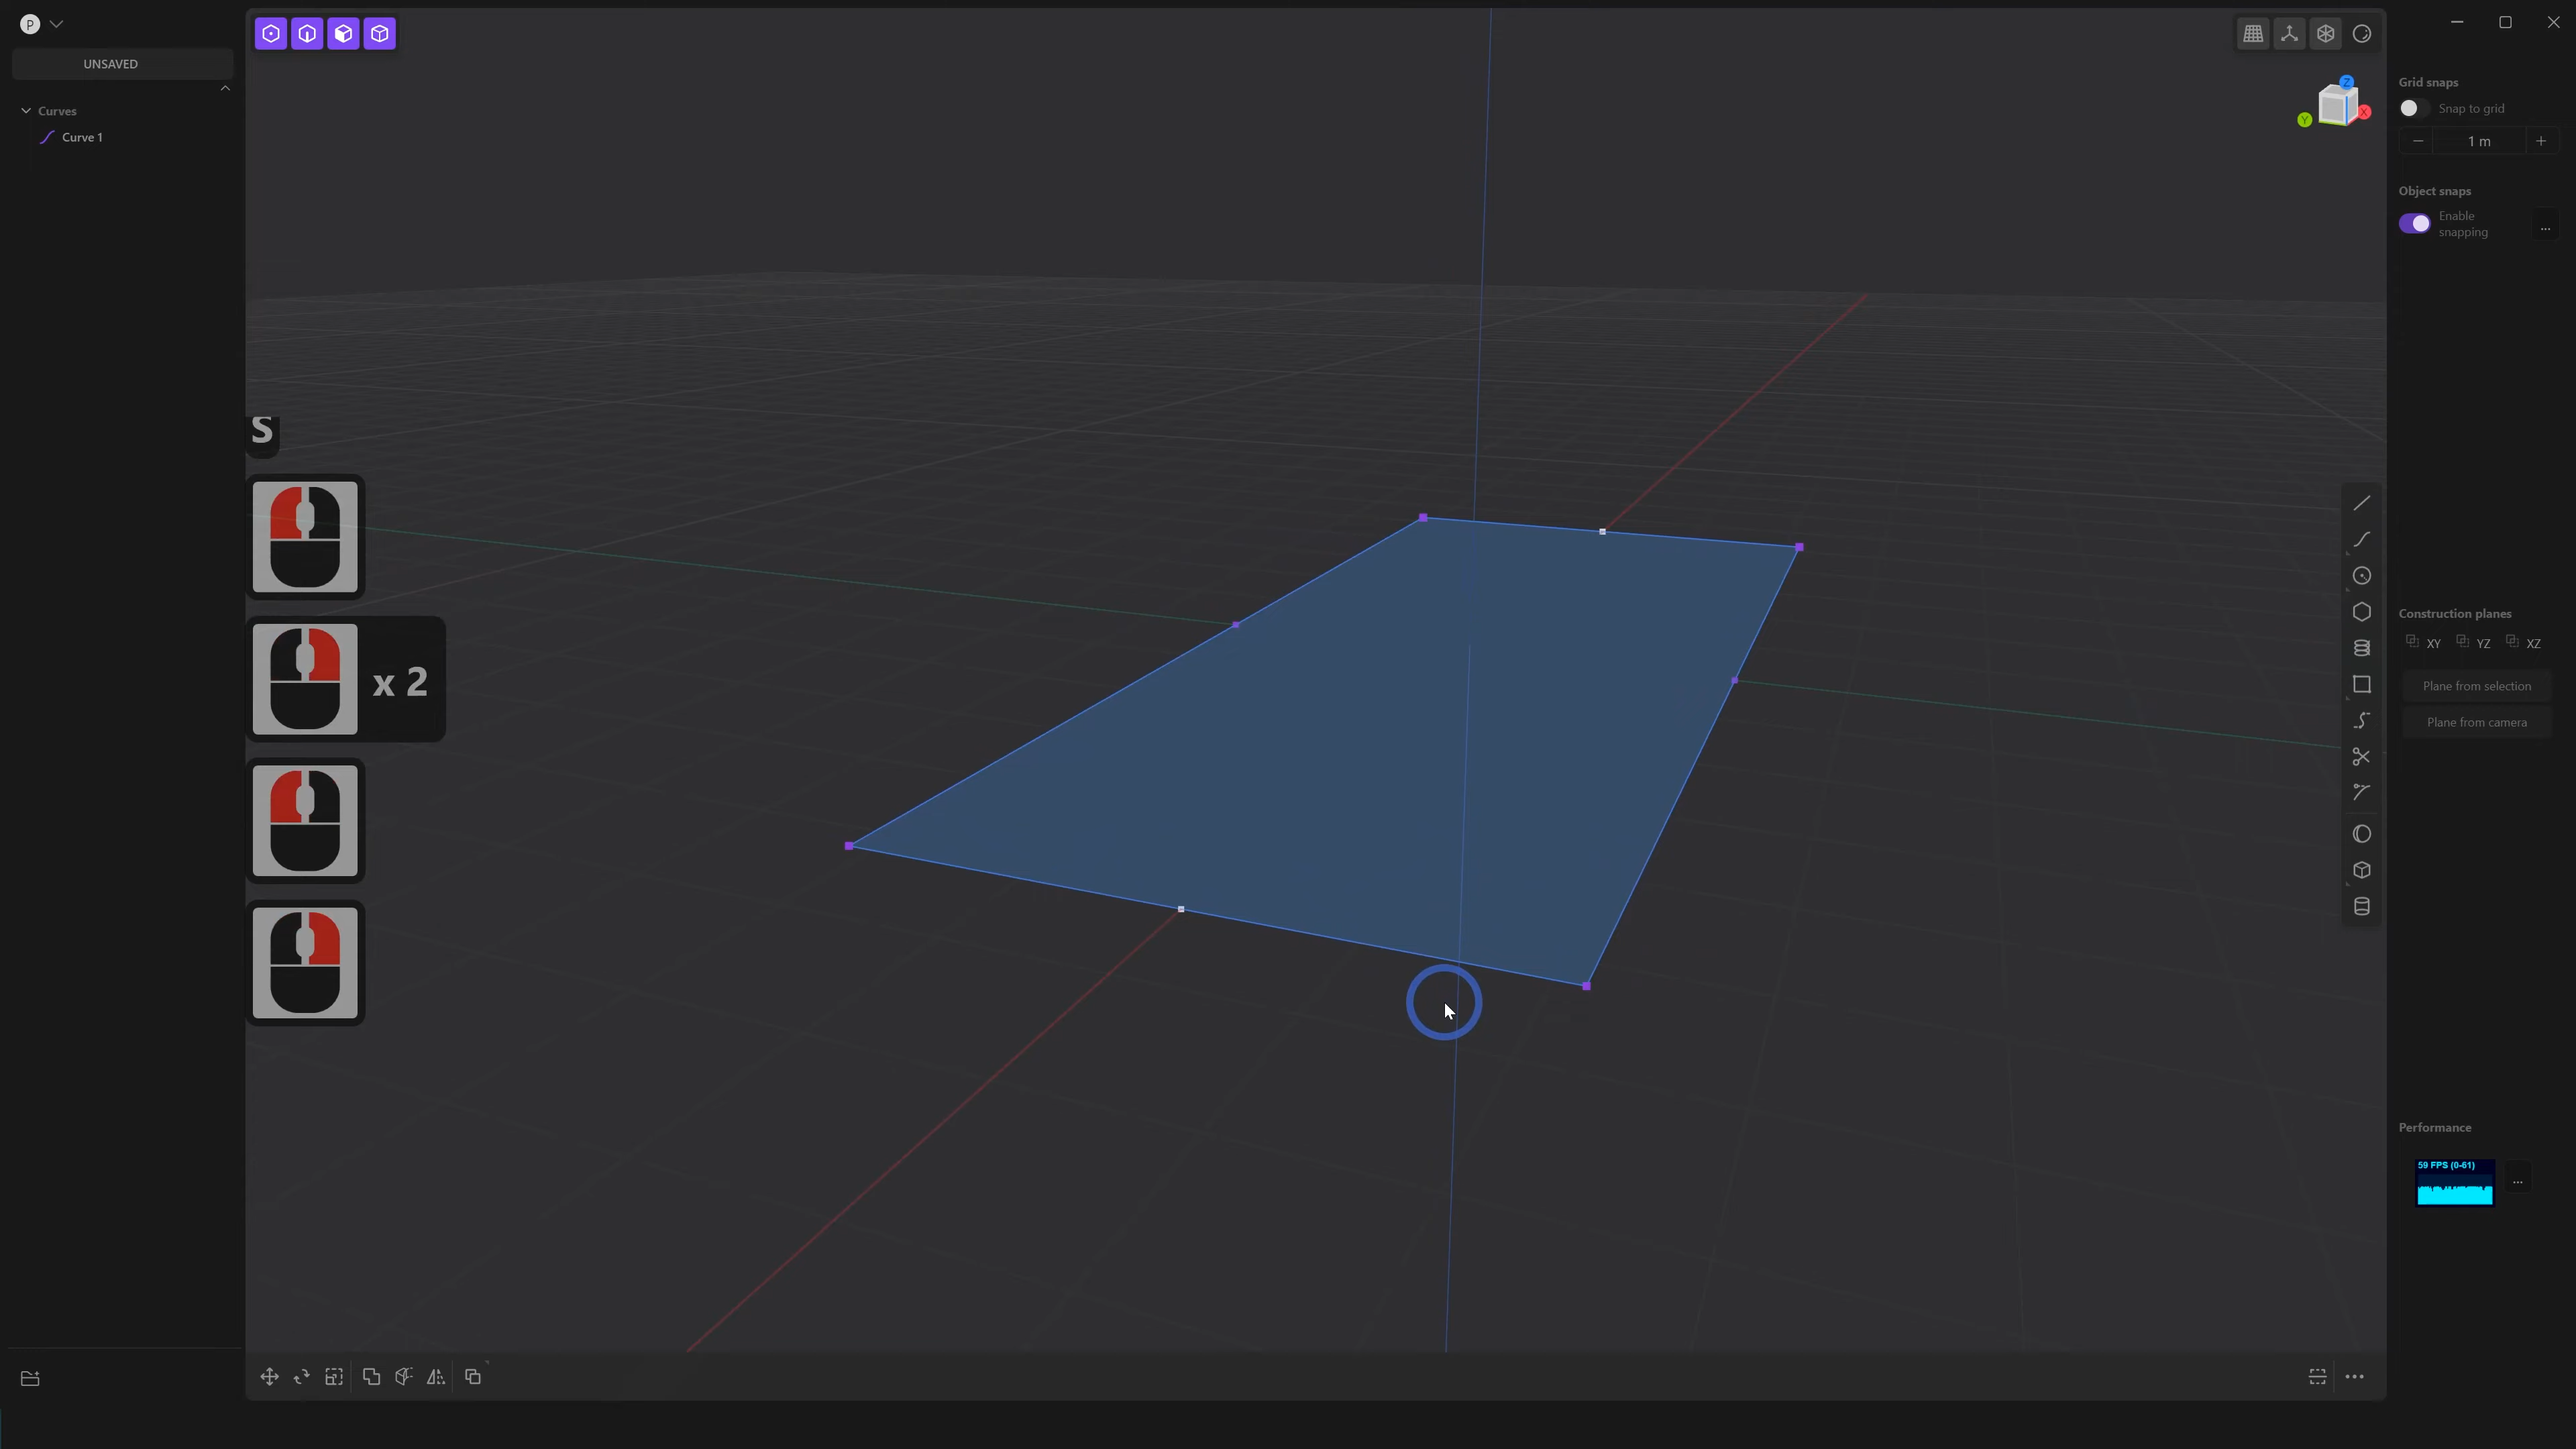 P
UNSAVED
Curves
Curve 1
S
x 2
Z
Y
X
Grid snaps
Snap to grid
1 m
Object snaps
Enable
snapping
...
Construction planes
XY YZ XZ
Plane from selection
Plane from camera
Performance
59 FPS (0-61)
...